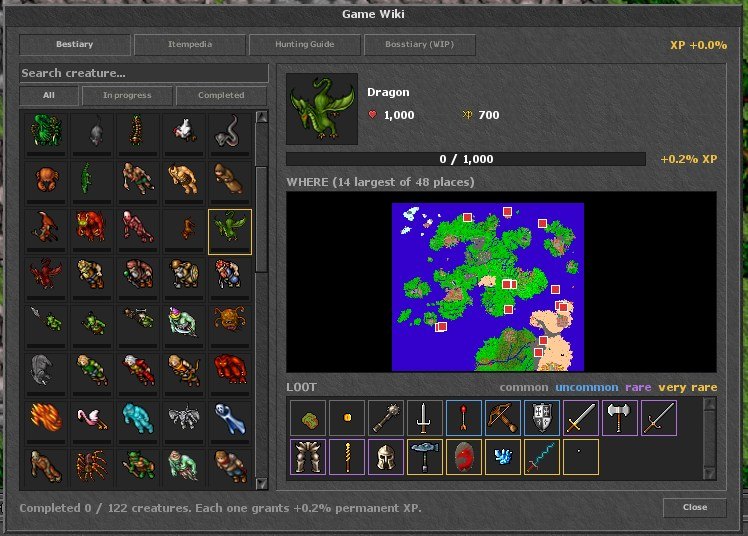 Game Wiki
Bestiary Itempedia Hunting Guide Bosstiary (WIP) XP +0.0%
Search creature...
All In progress Completed
Dragon
1,000 XP 700
0 / 1,000 +0.2% XP
WHERE (14 largest of 48 places)
LOOT common uncommon rare very rare
Completed 0 / 122 creatures. Each one grants +0.2% permanent XP. Close